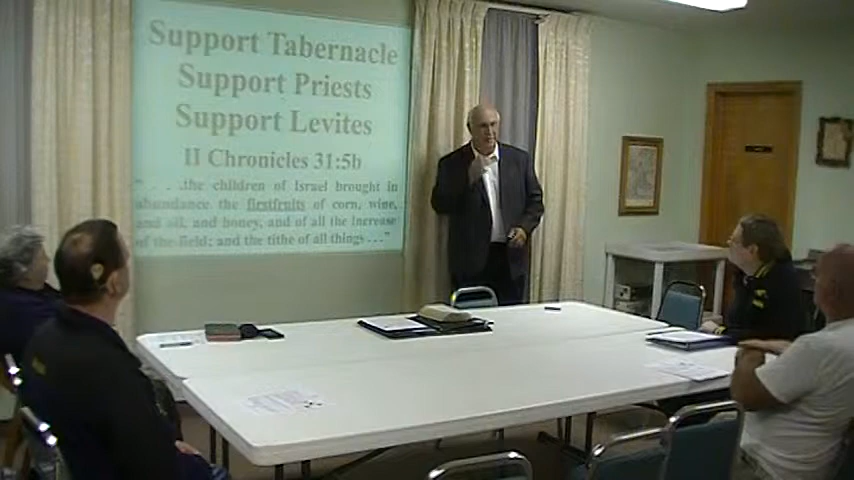 Support Tabernacle
Support Priests
Support Levites
II Chronicles 31:5b
". . .the children of Israel brought in
abundance the firstfruits of corn, wine,
and oil, and honey, and of all the increase
of the field; and the tithe of all things. . ."